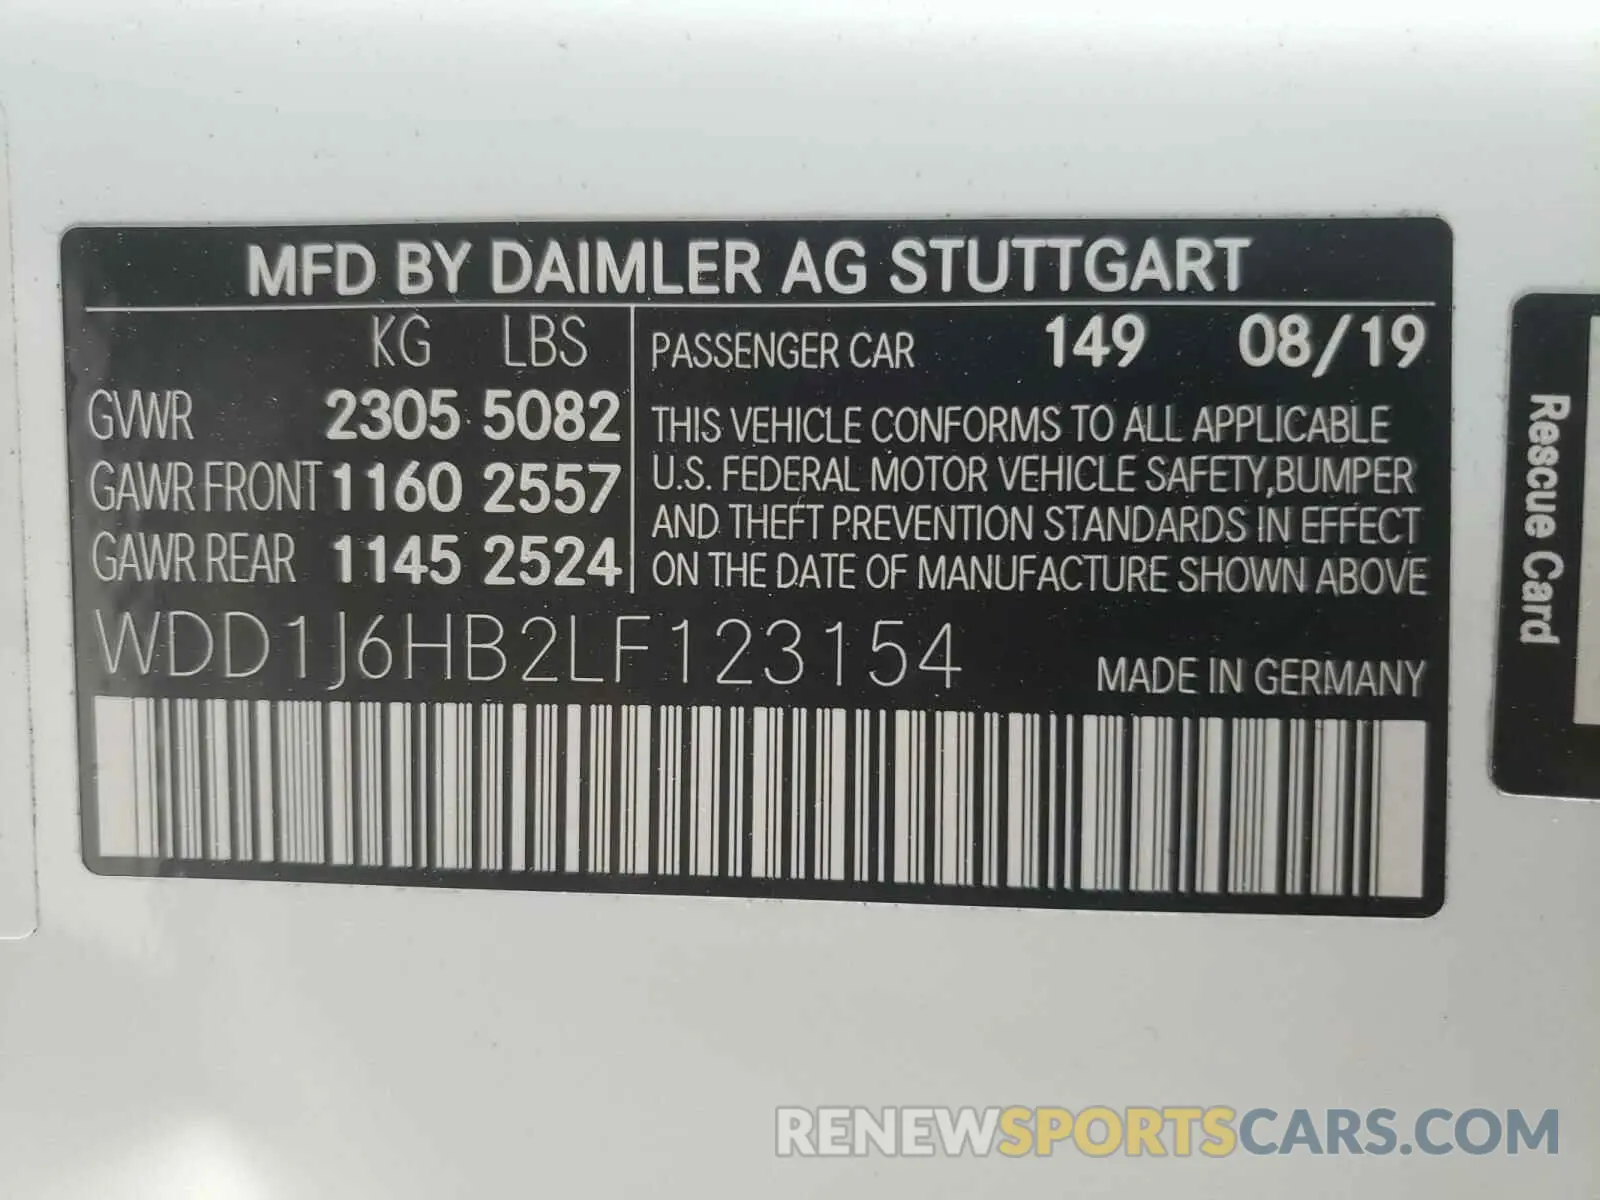 MFD BY DAIMLER AG STUTTGART
KG LBS
GVWR 2305 5082
GAWR FRONT 1160 2557
GAWR REAR 1145 2524
PASSENGER CAR 149 08/19
THIS VEHICLE CONFORMS TO ALL APPLICABLE
U.S. FEDERAL MOTOR VEHICLE SAFETY,BUMPER
AND THEFT PREVENTION STANDARDS IN EFFECT
ON THE DATE OF MANUFACTURE SHOWN ABOVE
WDD1J6HB2LF123154
MADE IN GERMANY
Rescue Card
RENEWSPORTSCARS.COM